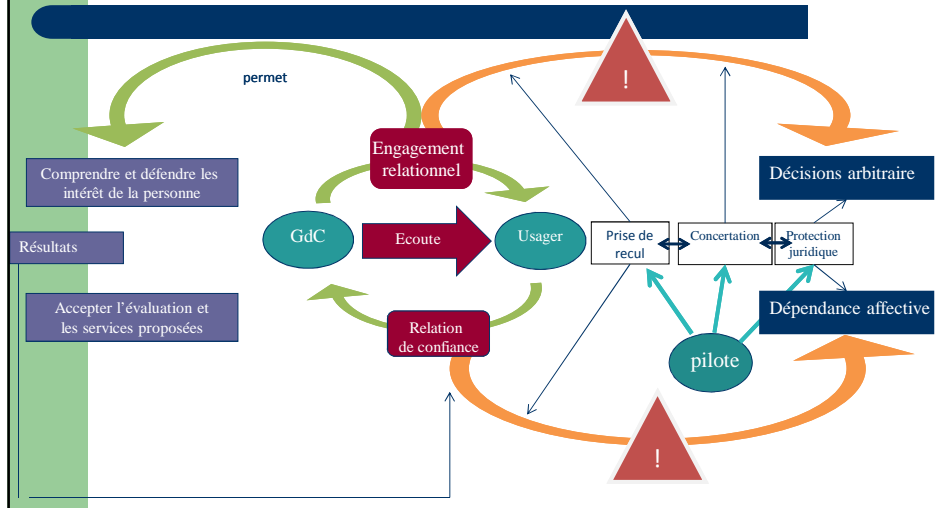 permet
!
Engagement
relationnel
Comprendre et défendre les
intérêt de la personne
Décisions arbitraire
Résultats
GdC
Ecoute
Usager
Prise de
recul
Concertation
Protection
juridique
Accepter l’évaluation et
les services proposées
Dépendance affective
Relation
de confiance
pilote
!